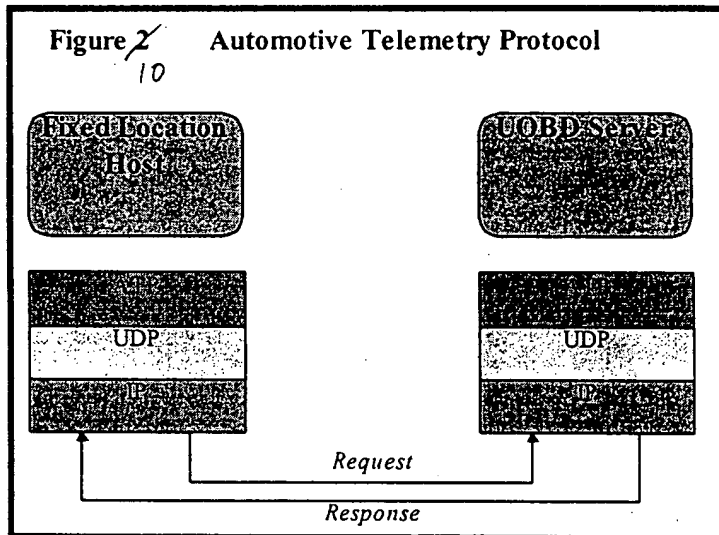 Figure 2 Automotive Telemetry Protocol
10
Fixed Location
Host
UOBD Server
UDP
UDP
IP
IP
Request
Response